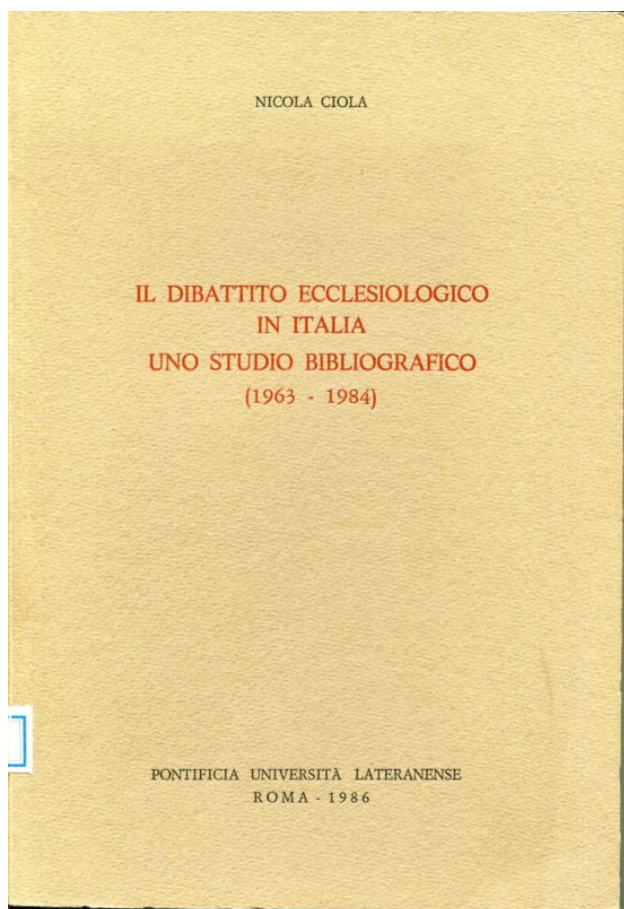 NICOLA CIOLA
IL DIBATTITO ECCLESIOLOGICO
IN ITALIA
UNO STUDIO BIBLIOGRAFICO
(1963 - 1984)
PONTIFICIA UNIVERSITÀ LATERANENSE
ROMA - 1986